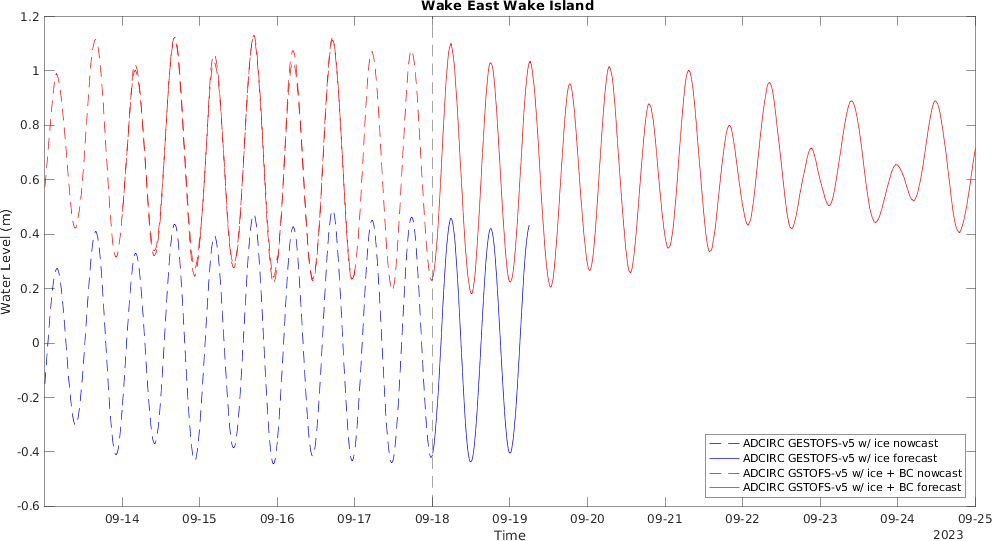 Wake East Wake Island
1.2
1
0.8
0.6
0.4
0.2
0
-0.2
-0.4
-0.6
Water Level (m)
ADCIRC GESTOFS-v5 w/ ice nowcast
ADCIRC GESTOFS-v5 w/ ice forecast
ADCIRC GSTOFS-v5 w/ ice + BC nowcast
ADCIRC GSTOFS-v5 w/ ice + BC forecast
09-14 09-15 09-16 09-17 09-18 09-19 09-20 09-21 09-22 09-23 09-24 09-25
Time
2023